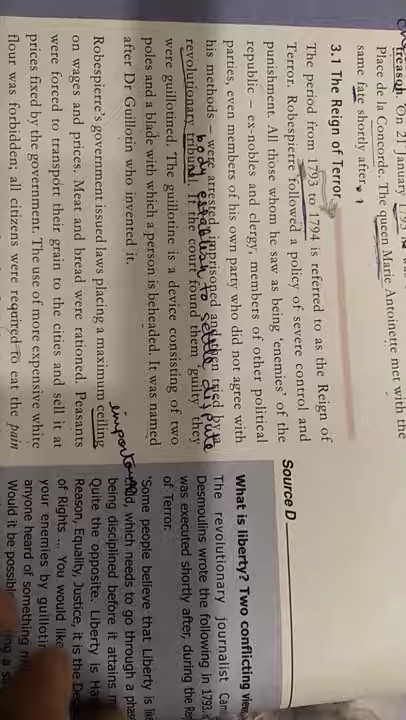 treason. On 21 January 1793
Place de la Concorde. The queen Marie Antoinette met with the
same fate shortly after.
3.1 The Reign of Terror
The period from 1793 to 1794 is referred to as the Reign of
Terror. Robespierre followed a policy of severe control and
punishment. All those whom he saw as being 'enemies' of the
republic – ex-nobles and clergy, members of other political
parties, even members of his own party who did not agree with
his methods – were arrested, imprisoned and then tried by a
revolutionary tribunal. If the court found them 'guilty' they
body establish to settle dispute
were guillotined. The guillotine is a device consisting of two
poles and a blade with which a person is beheaded. It was named
after Dr Guillotin who invented it.
Robespierre's government issued laws placing a maximum ceiling
on wages and prices. Meat and bread were rationed. Peasants
were forced to transport their grain to the cities and sell it at
prices fixed by the government. The use of more expensive white
flour was forbidden; all citizens were required to eat the pain
Source D
What is liberty? Two conflicting view
The revolutionary journalist Cam
Desmoulins wrote the following in 1793.
was executed shortly after, during the Re
of Terror.
'Some people believe that Liberty is lik
which needs to go through a phas
being disciplined before it attains m
Quite the opposite. Liberty is Ha
Reason, Equality, Justice, it is the Dec
of Rights ... You would like
your enemies by guilloti
anyone heard of something m
Would it be possible